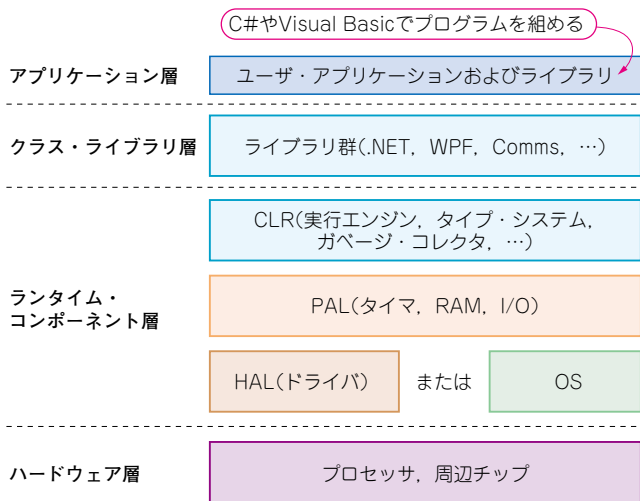 C#やVisual Basicでプログラムを組める
アプリケーション層
ユーザ・アプリケーションおよびライブラリ
クラス・ライブラリ層
ライブラリ群(.NET，WPF，Comms，…)
CLR(実行エンジン，タイプ・システム，
ガベージ・コレクタ，…)
ランタイム・
コンポーネント層
PAL(タイマ，RAM，I/O)
HAL(ドライバ)
または
OS
ハードウェア層
プロセッサ，周辺チップ